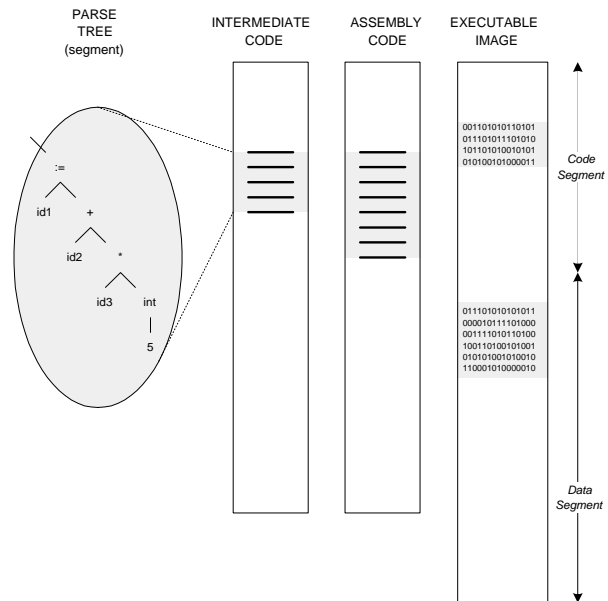 PARSE
TREE
(segment)
INTERMEDIATE
CODE
ASSEMBLY
CODE
EXECUTABLE
IMAGE
:=
id1
+
id2
*
id3
int
5
001101010110101
011101011101010
101101010010101
010100101000011
Code
Segment
011101010101011
000010111101000
001111010110100
100110100101001
010101001010010
110001010000010
Data
Segment